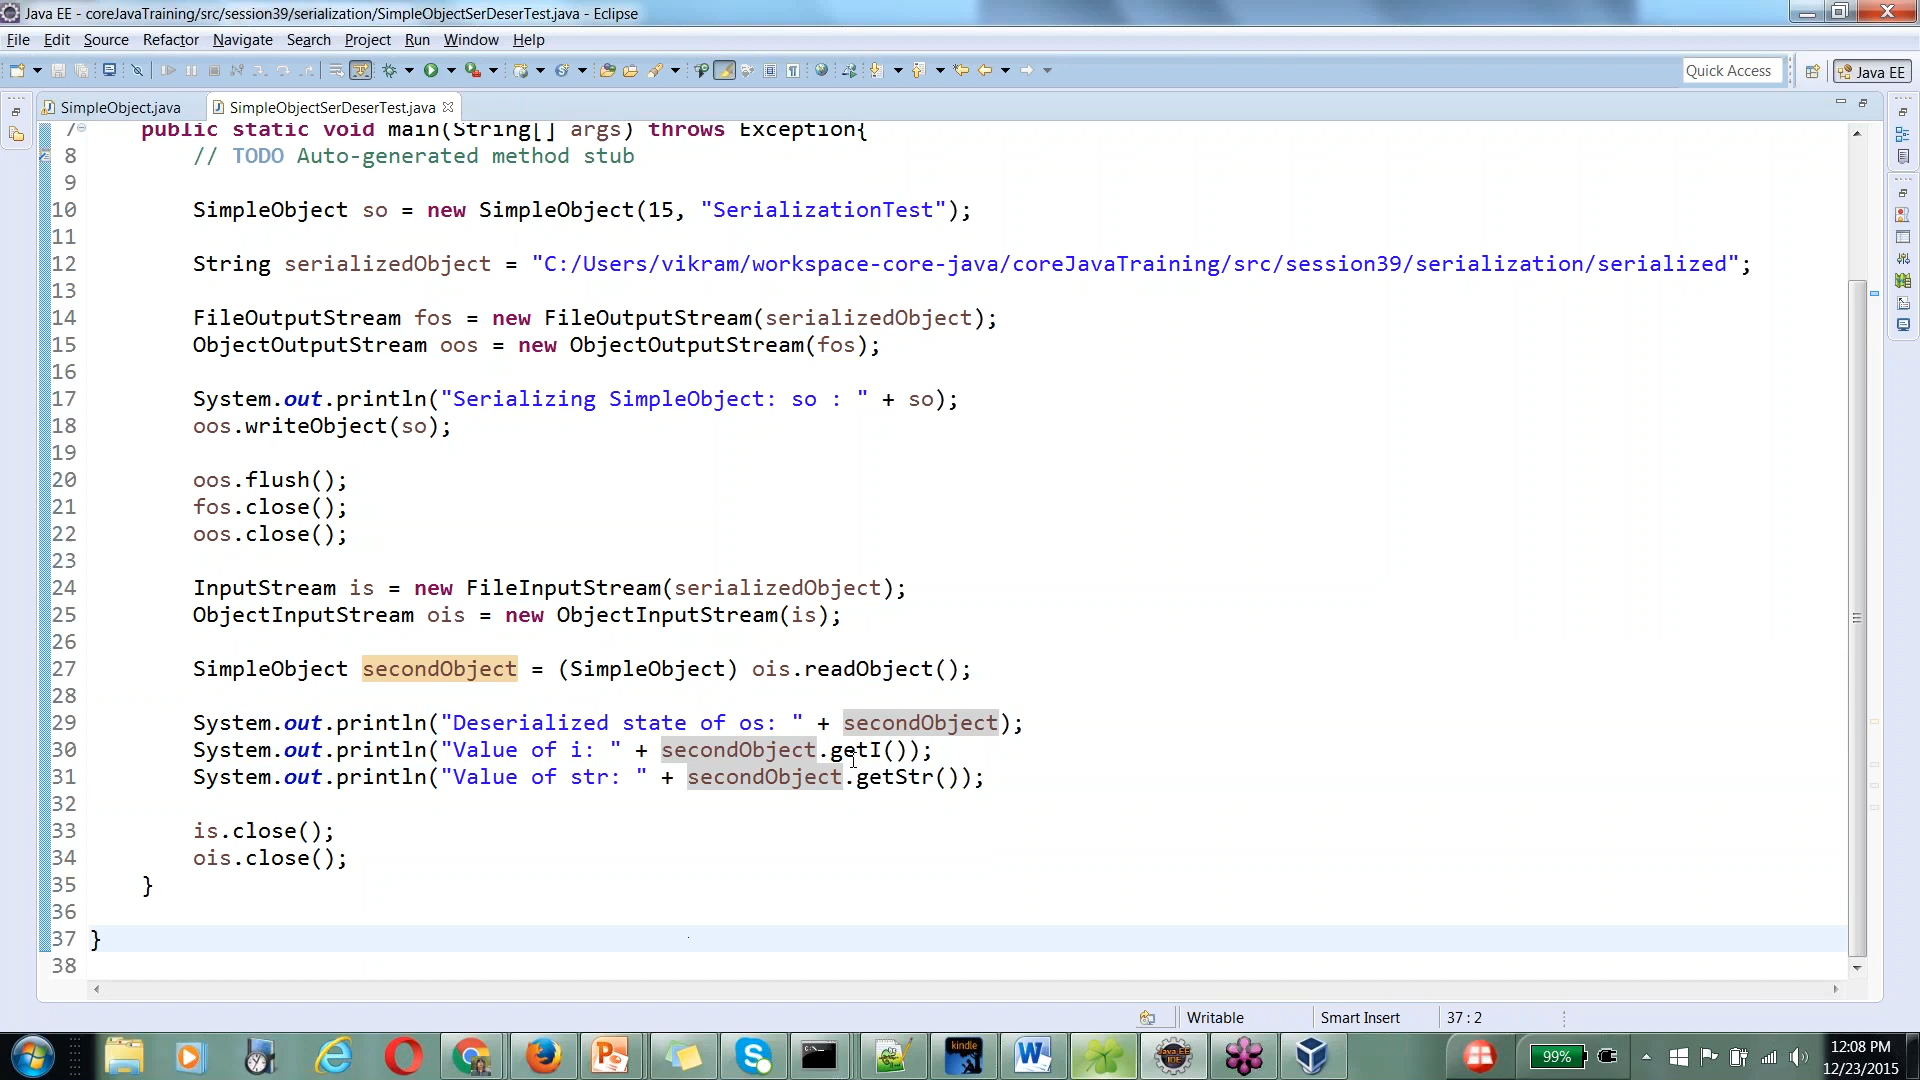 Java EE - coreJavaTraining/src/session39/serialization/SimpleObjectSerDeserTest.java - Eclipse
File Edit Source Refactor Navigate Search Project Run Window Help
Quick Access Java EE
SimpleObject.java SimpleObjectSerDeserTest.java
7 public static void main(String[] args) throws Exception{
8 // TODO Auto-generated method stub
9
10 SimpleObject so = new SimpleObject(15, "SerializationTest");
11
12 String serializedObject = "C:/Users/vikram/workspace-core-java/coreJavaTraining/src/session39/serialization/serialized";
13
14 FileOutputStream fos = new FileOutputStream(serializedObject);
15 ObjectOutputStream oos = new ObjectOutputStream(fos);
16
17 System.out.println("Serializing SimpleObject: so : " + so);
18 oos.writeObject(so);
19
20 oos.flush();
21 fos.close();
22 oos.close();
23
24 InputStream is = new FileInputStream(serializedObject);
25 ObjectInputStream ois = new ObjectInputStream(is);
26
27 SimpleObject secondObject = (SimpleObject) ois.readObject();
28
29 System.out.println("Deserialized state of os: " + secondObject);
30 System.out.println("Value of i: " + secondObject.getI());
31 System.out.println("Value of str: " + secondObject.getStr());
32
33 is.close();
34 ois.close();
35 }
36
37 }
38
Writable Smart Insert 37 : 2
kindle
Java EE
IDE
99%
12:08 PM
12/23/2015